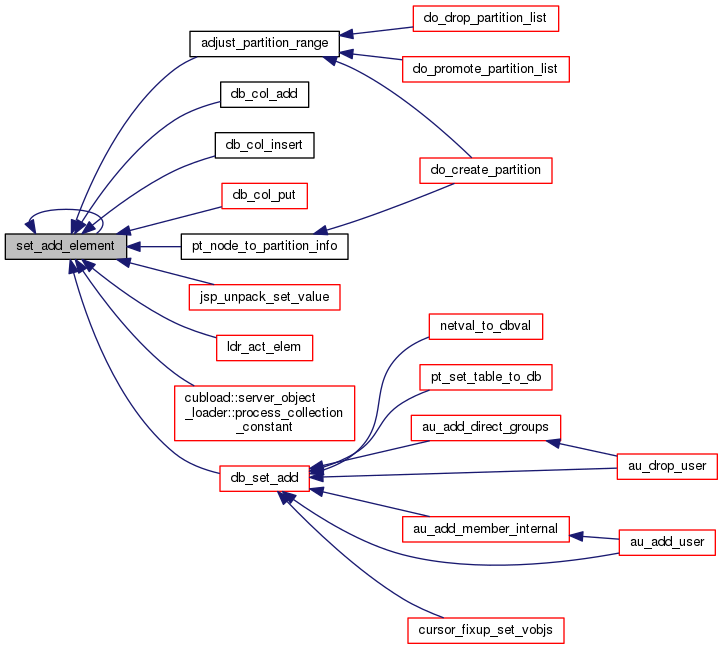 do_drop_partition_list
adjust_partition_range
do_promote_partition_list
db_col_add
db_col_insert
do_create_partition
db_col_put
set_add_element
pt_node_to_partition_info
jsp_unpack_set_value
netval_to_dbval
ldr_act_elem
pt_set_table_to_db
cubload::server_object
_loader::process_collection
_constant
au_add_direct_groups
au_drop_user
db_set_add
au_add_member_internal
au_add_user
cursor_fixup_set_vobjs